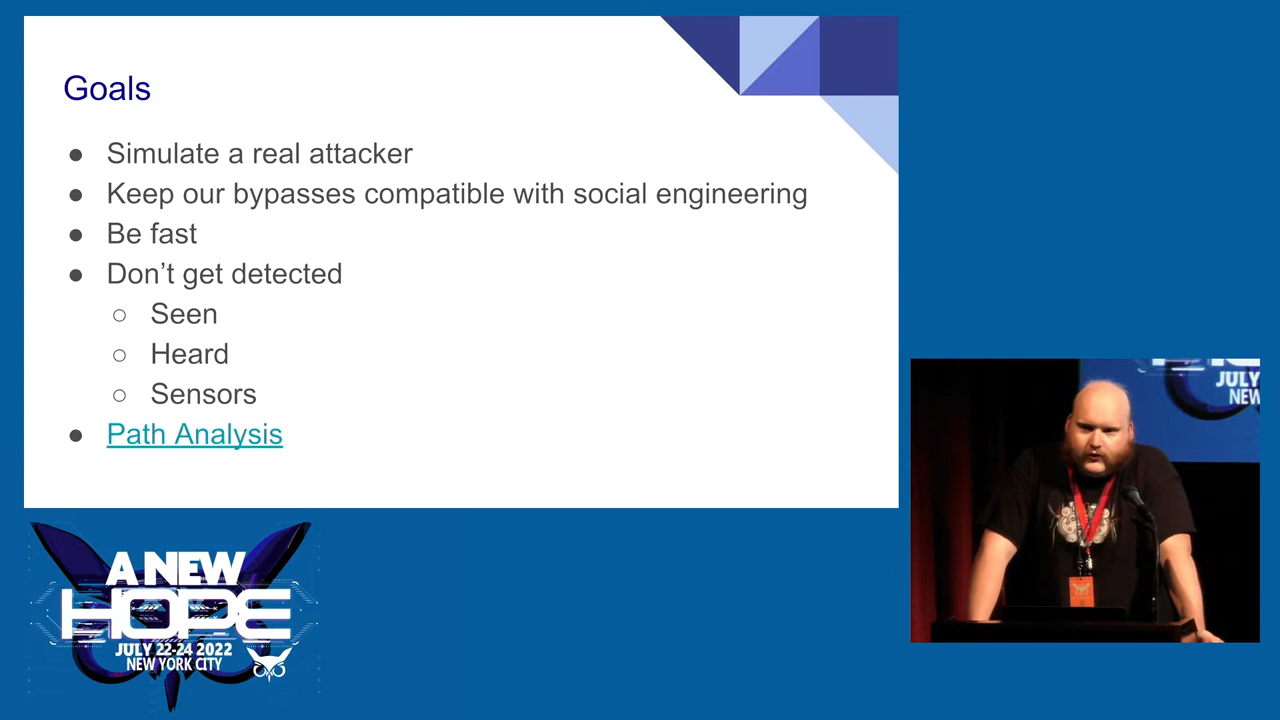 Goals
● Simulate a real attacker
● Keep our bypasses compatible with social engineering
● Be fast
● Don’t get detected
○ Seen
○ Heard
○ Sensors
● Path Analysis
A NEW
HOPE
JULY 22-24 2022
NEW YORK CITY
JULY
NEW